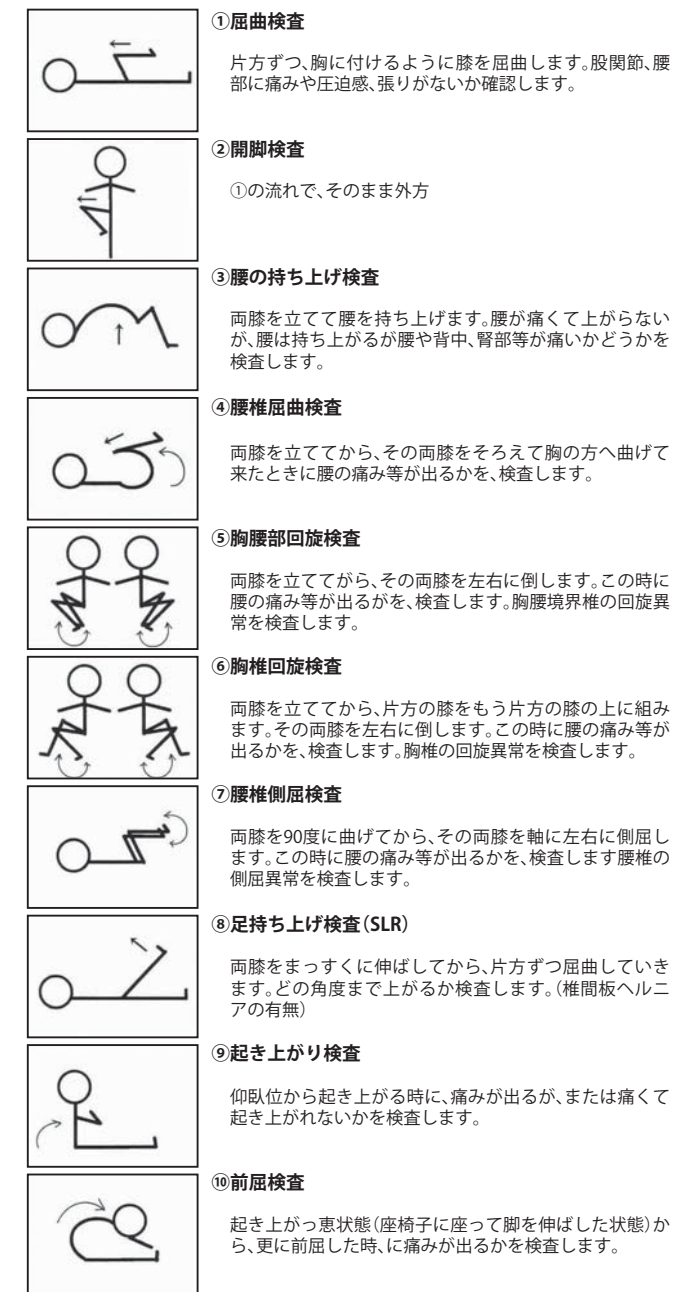 ①屈曲検査
片方ずつ、胸に付けるように膝を屈曲します。股関節、腰
部に痛みや圧迫感、張りがないか確認します。
②開脚検査
①の流れで、そのまま外方
③腰の持ち上げ検査
両膝を立てて腰を持ち上げます。腰が痛くて上がらない
が、腰は持ち上がるが腰や背中、腎部等が痛いかどうかを
検査します。
④腰椎屈曲検査
両膝を立ててから、その両膝をそろえて胸の方へ曲げて
来たときに腰の痛み等が出るかを、検査します。
⑤胸腰部回旋検査
両膝を立ててがら、その両膝を左右に倒します。この時に
腰の痛み等が出るがを、検査します。胸腰境界椎の回旋異
常を検査します。
⑥胸椎回旋検査
両膝を立ててから、片方の膝をもう片方の膝の上に組み
ます。その両膝を左右に倒します。この時に腰の痛み等が
出るかを、検査します。胸椎の回旋異常を検査します。
⑦腰椎側屈検査
両膝を90度に曲げてから、その両膝を軸に左右に側屈し
ます。この時に腰の痛み等が出るかを、検査します腰椎の
側屈異常を検査します。
⑧足持ち上げ検査（SLR）
両膝をまっすくに伸ばしてから、片方ずつ屈曲していき
ます。どの角度まで上がるか検査します。（椎間板ヘルニ
アの有無）
⑨起き上がり検査
仰臥位から起き上がる時に、痛みが出るが、または痛くて
起き上がれないかを検査します。
⑩前屈検査
起き上がっ恵状態（座椅子に座って脚を伸ばした状態）か
ら、更に前屈した時、に痛みが出るかを検査します。